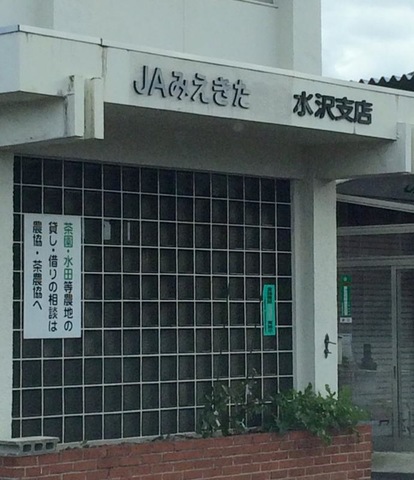 JAみえきた 水沢支店
茶園・水田等農地の
貸し・借りの相談は
農協・茶農協へ